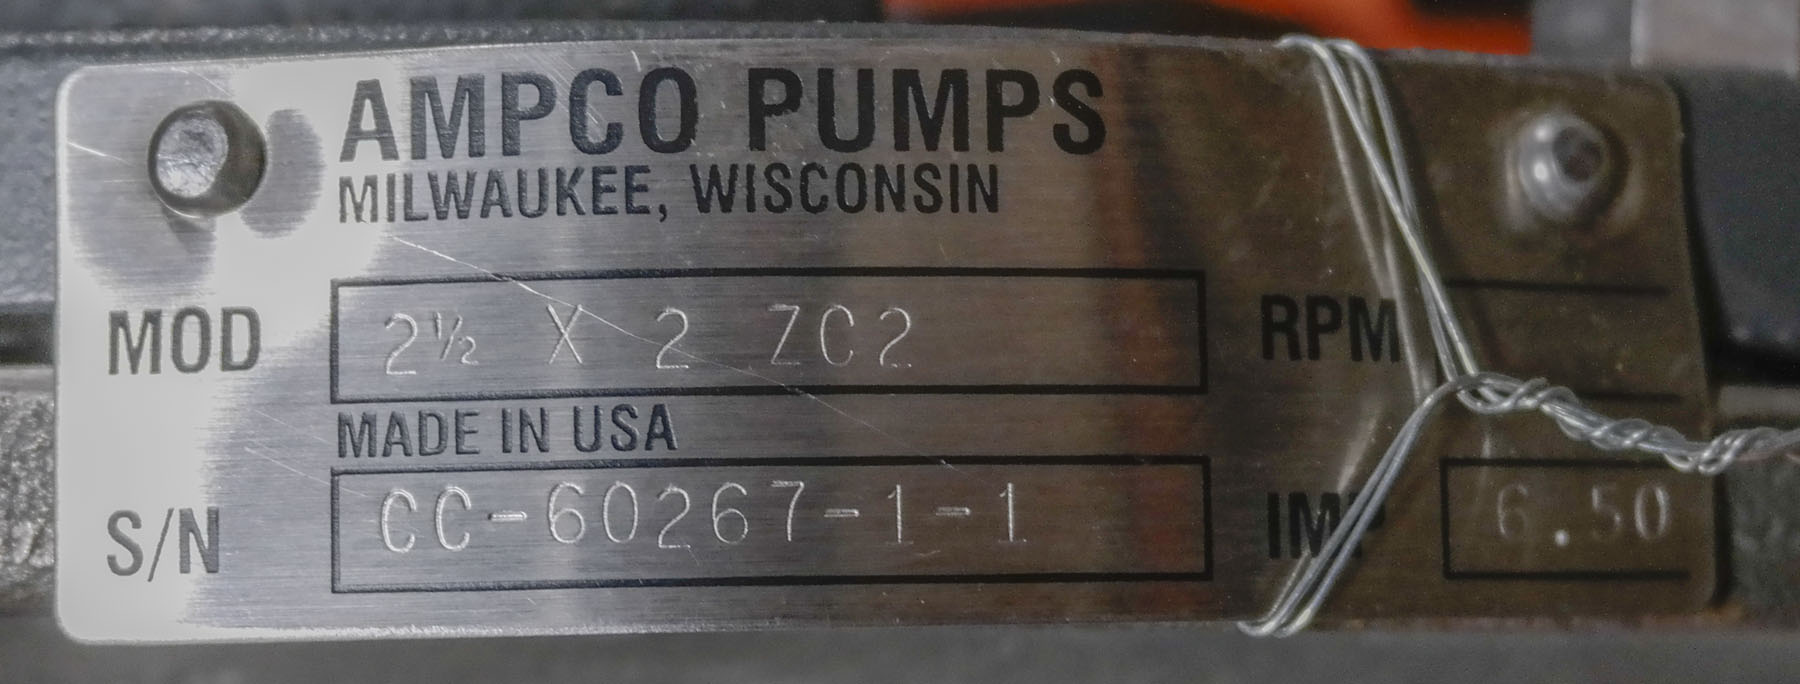 AMPCO PUMPS
MILWAUKEE, WISCONSIN
MOD 2½ X 2 ZC2 RPM
MADE IN USA
S/N CC-60267-1-1 IMP 6.50